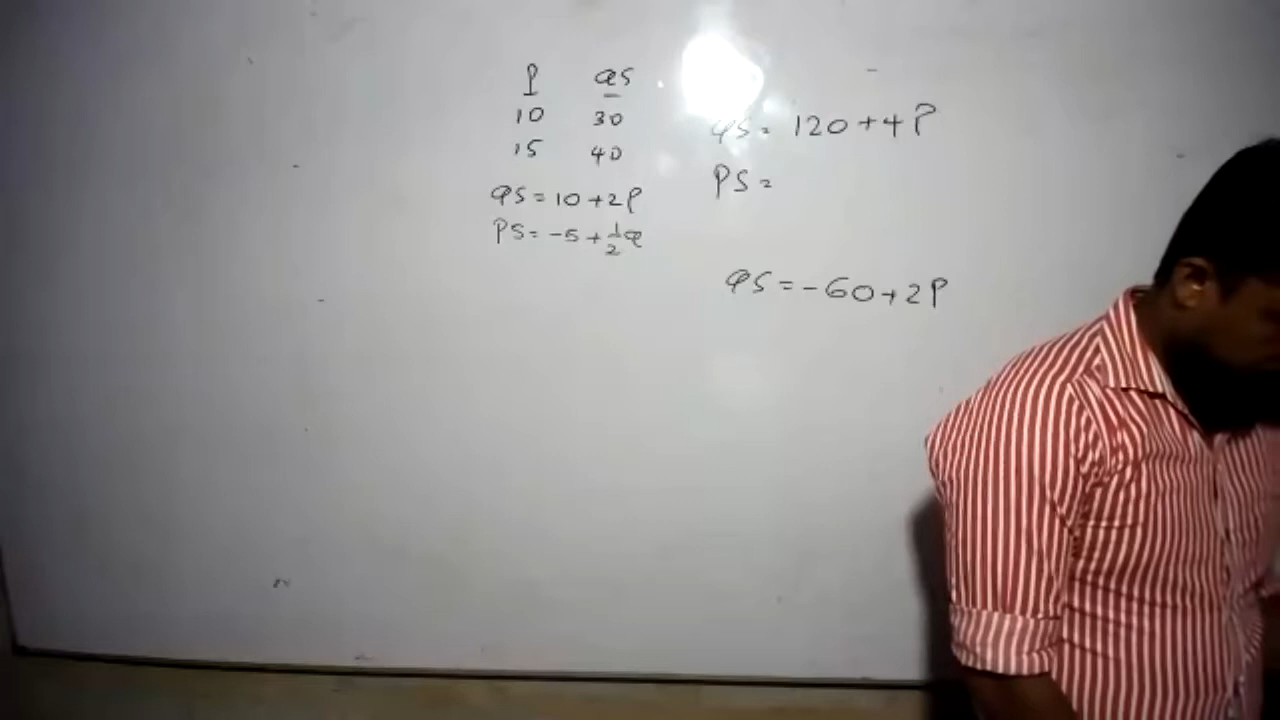 P QS
10 30
15 40
QS = 10 + 2P
PS = -5 + 1/2 Q
QS = 120 + 4P
PS =
QS = -60 + 2P